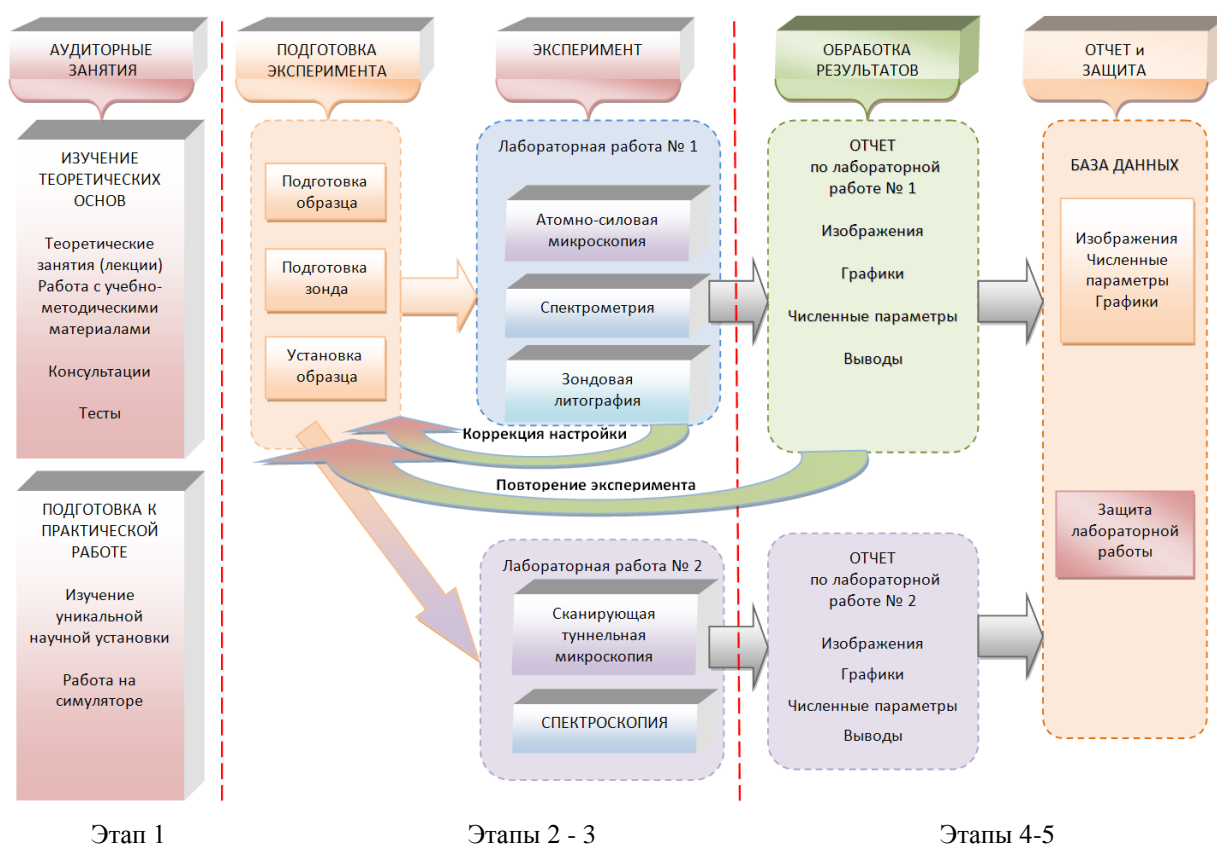 АУДИТОРНЫЕ
ЗАНЯТИЯ
ПОДГОТОВКА
ЭКСПЕРИМЕНТА
ЭКСПЕРИМЕНТ
ОБРАБОТКА
РЕЗУЛЬТАТОВ
ОТЧЕТ и
ЗАЩИТА
ИЗУЧЕНИЕ
ТЕОРЕТИЧЕСКИХ
ОСНОВ
Теоретические
занятия (лекции)
Работа с учебно-
методическими
материалами
Консультации
Тесты
ПОДГОТОВКА К
ПРАКТИЧЕСКОЙ
РАБОТЕ
Изучение
уникальной
научной установки
Работа на
симуляторе
Подготовка
образца
Подготовка
зонда
Установка
образца
Лабораторная работа № 1
Атомно-силовая
микроскопия
Спектрометрия
Зондовая
литография
Коррекция настройки
Повторение эксперимента
Лабораторная работа № 2
Сканирующая
туннельная
микроскопия
СПЕКТРОСКОПИЯ
ОТЧЕТ
по лабораторной
работе № 1
Изображения
Графики
Численные параметры
Выводы
ОТЧЕТ
по лабораторной
работе № 2
Изображения
Графики
Численные параметры
Выводы
БАЗА ДАННЫХ
Изображения
Численные
параметры
Графики
Защита
лабораторной
работы
Этап 1
Этапы 2 - 3
Этапы 4-5